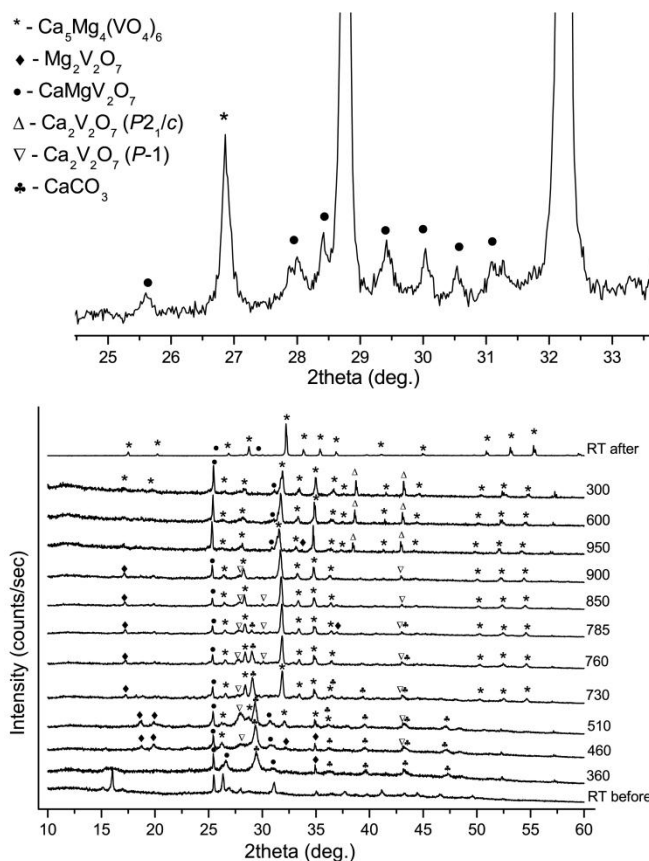 * - Ca₅Mg₄(VO₄)₆
♦ - Mg₂V₂O₇
● - CaMgV₂O₇
Δ - Ca₂V₂O₇ (P2₁/c)
∇ - Ca₂V₂O₇ (P-1)
♣ - CaCO₃
25 26 27 28 29 30 31 32 33
2theta (deg.)
Intensity (counts/sec)
RT after
300
600
950
900
850
785
760
730
510
460
360
RT before
10 15 20 25 30 35 40 45 50 55 60
2theta (deg.)